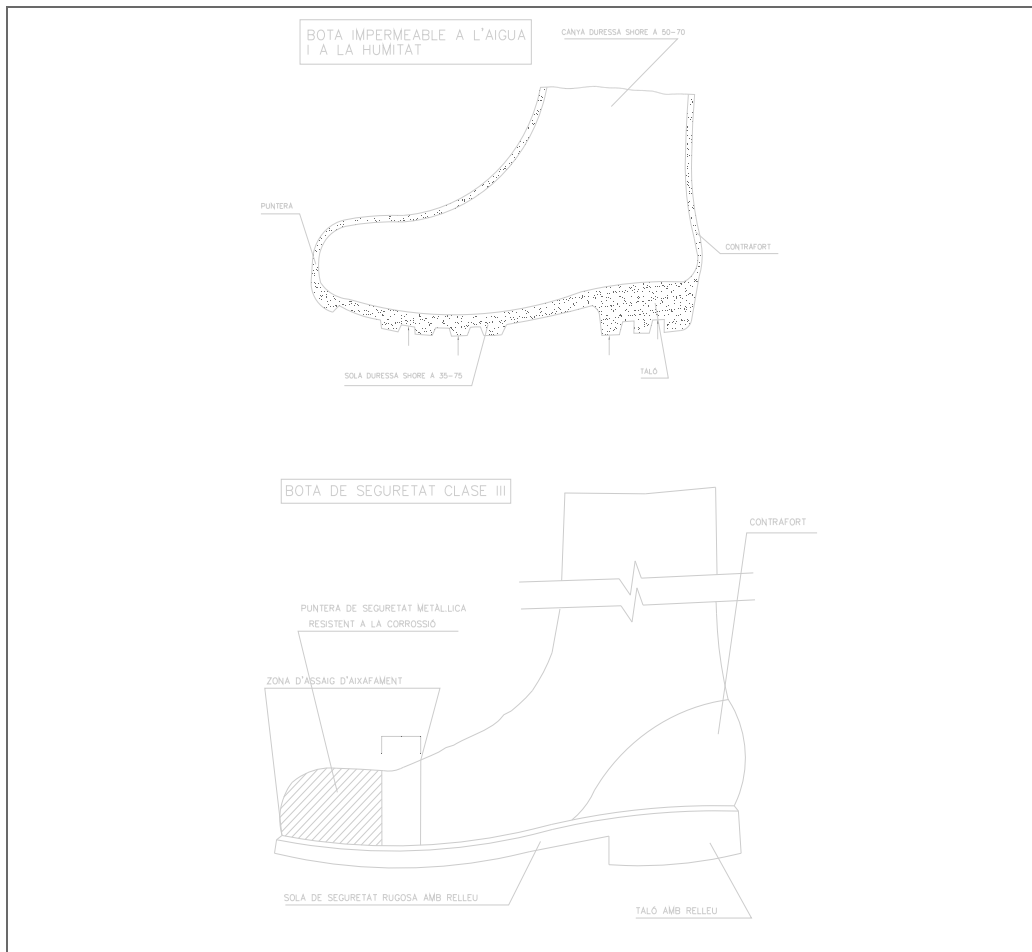 BOTA IMPERMEABLE A L'AIGUA
I A LA HUMITAT
CANYA DURESSA SHORE A 50-70
PUNTERA
CONTRAFORT
SOLA DURESSA SHORE A 35-75
TALÓ
BOTA DE SEGURETAT CLASE III
CONTRAFORT
PUNTERA DE SEGURETAT METÀL.LICA
RESISTENT A LA CORROSSIÓ
ZONA D'ASSAIG D'AIXAFAMENT
SOLA DE SEGURETAT RUGOSA AMB RELLEU
TALÓ AMB RELLEU